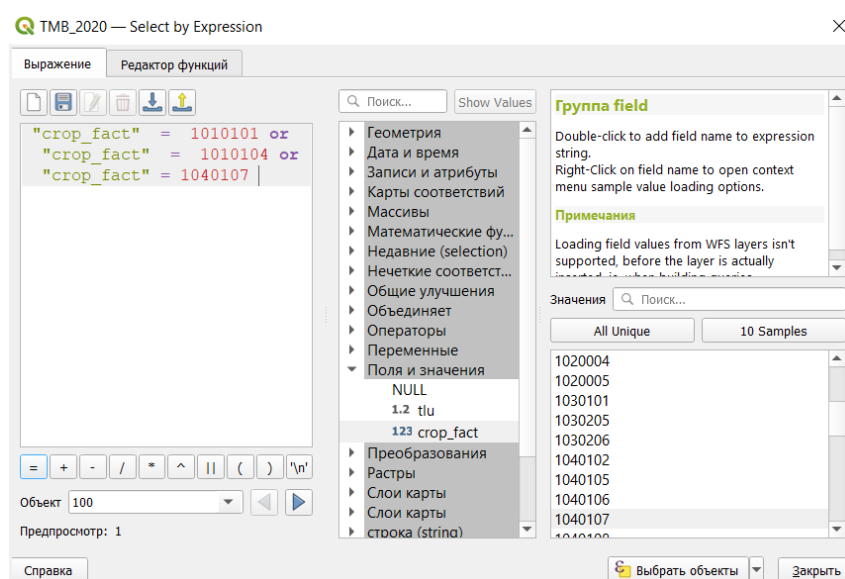 TMB_2020 — Select by Expression
Выражение
Редактор функций
"crop_fact" = 1010101 or
"crop_fact" = 1010104 or
"crop_fact" = 1040107
= + - / * ^ || ( ) '\n'
Объект 100
Предпросмотр: 1
Поиск...
Show Values
Геометрия
Дата и время
Записи и атрибуты
Карты соответствий
Массивы
Математические фу...
Недавние (selection)
Нечеткие соответст...
Общие улучшения
Объединяет
Операторы
Переменные
Поля и значения
NULL
1.2 tlu
123 crop_fact
Преобразования
Растры
Слои карты
Слои карты
строка (string)
Группа field
Double-click to add field name to expression
string.
Right-Click on field name to open context
menu sample value loading options.
Примечания
Loading field values from WFS layers isn't
supported, before the layer is actually
inserted, ie. when building queries.
Значения
Поиск...
All Unique
10 Samples
1020004
1020005
1030101
1030205
1030206
1040102
1040105
1040106
1040107
Справка
Выбрать объекты
Закрыть